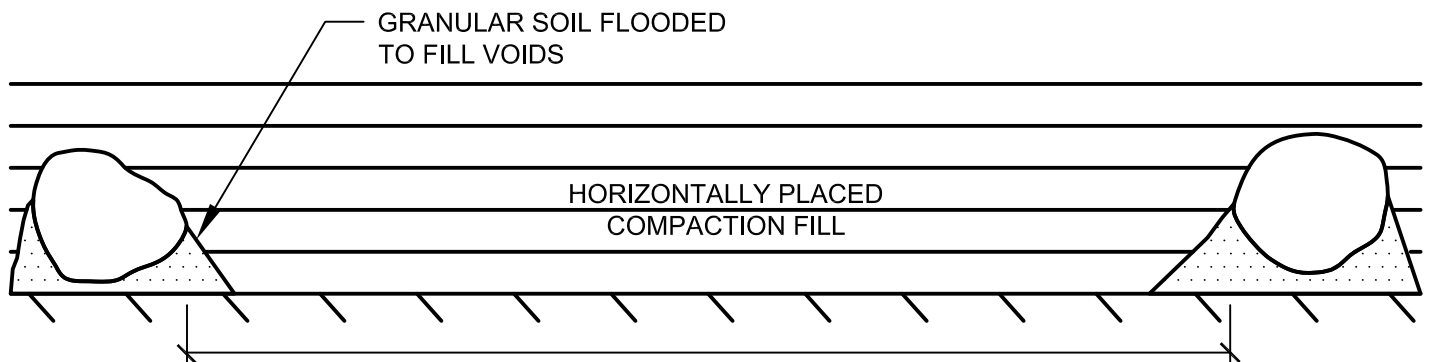 GRANULAR SOIL FLOODED
TO FILL VOIDS
HORIZONTALLY PLACED
COMPACTION FILL